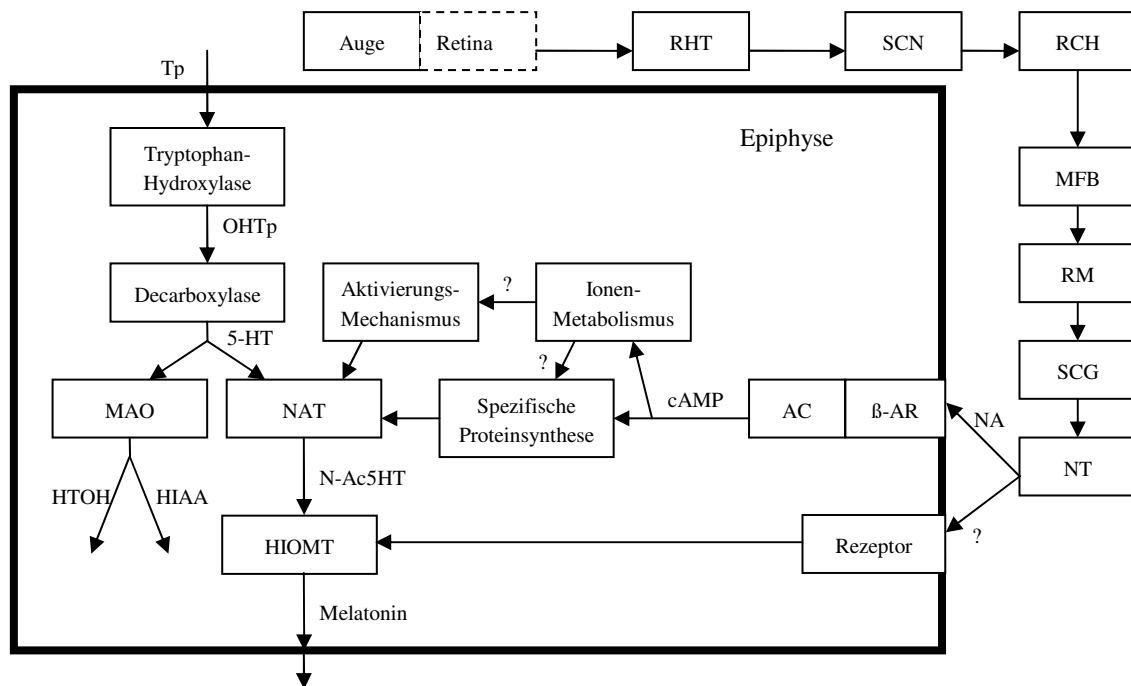 Auge
Retina
RHT
SCN
RCH
Tp
Epiphyse
Tryptophan-
Hydroxylase
MFB
OHTp
RM
Decarboxylase
Aktivierungs-
Mechanismus
?
Ionen-
Metabolismus
5-HT
?
SCG
MAO
NAT
Spezifische
Proteinsynthese
cAMP
AC
ß-AR
NA
NT
N-Ac5HT
HTOH
HIAA
HIOMT
Rezeptor
?
Melatonin